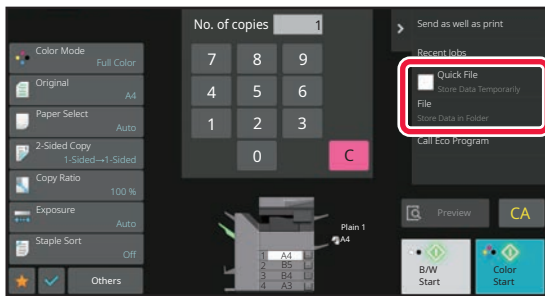 Color Mode
Full Color
Original
A4
Paper Select
Auto
2-Sided Copy
1-Sided→1-Sided
Copy Ratio
100 %
Exposure
Auto
Staple Sort
Off
Others
No. of copies 1
7 8 9
4 5 6
1 2 3
0 C
Plain 1
A4
1 A4
2 B5
3 B4
4 A3
Send as well as print
Recent Jobs
Quick File
Store Data Temporarily
File
Store Data in Folder
Call Eco Program
Preview
CA
B/W
Start
Color
Start